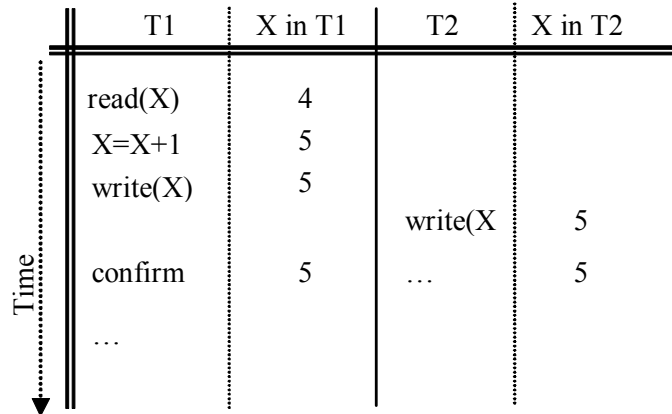 T1 X in T1 T2 X in T2
read(X) 4
X=X+1 5
write(X) 5
write(X 5
confirm 5 … 5
…
Time